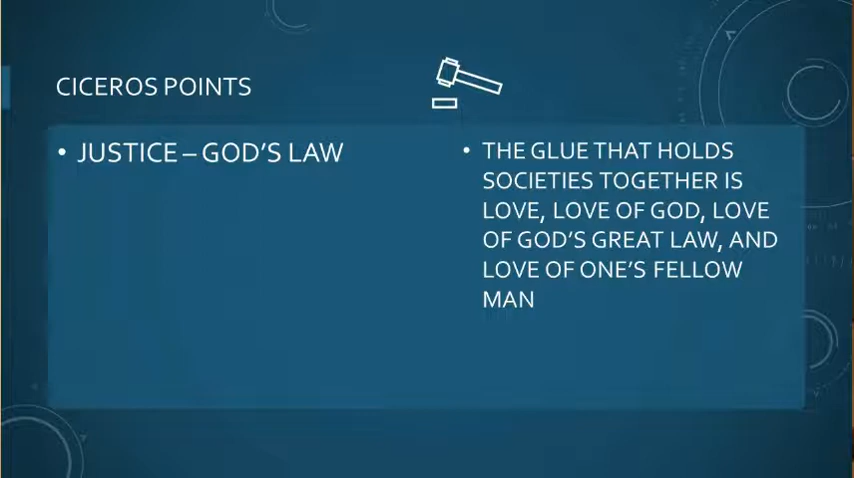 CICEROS POINTS
• JUSTICE – GOD'S LAW
• THE GLUE THAT HOLDS
SOCIETIES TOGETHER IS
LOVE, LOVE OF GOD, LOVE
OF GOD'S GREAT LAW, AND
LOVE OF ONE'S FELLOW
MAN